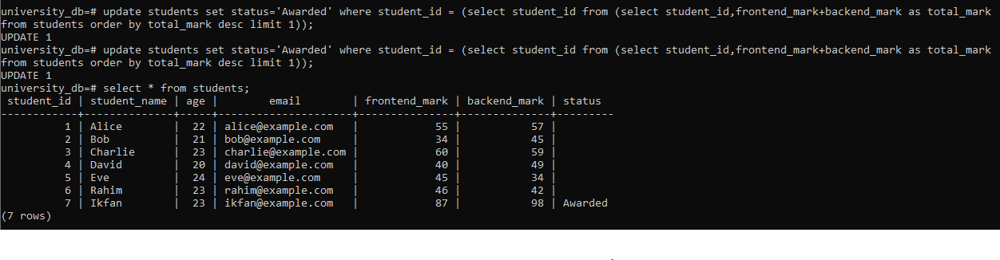 university_db=# update students set status='Awarded' where student_id = (select student_id from (select student_id,frontend_mark+backend_mark as total_mark
from students order by total_mark desc limit 1));
UPDATE 1
university_db=# update students set status='Awarded' where student_id = (select student_id from (select student_id,frontend_mark+backend_mark as total_mark
from students order by total_mark desc limit 1));
UPDATE 1
university_db=# select * from students;
student_id | student_name | age | email | frontend_mark | backend_mark | status
------------+--------------+-----+---------------------+---------------+--------------+---------
1 | Alice | 22 | alice@example.com | 55 | 57 |
2 | Bob | 21 | bob@example.com | 34 | 45 |
3 | Charlie | 23 | charlie@example.com | 60 | 59 |
4 | David | 20 | david@example.com | 40 | 49 |
5 | Eve | 24 | eve@example.com | 45 | 34 |
6 | Rahim | 23 | rahim@example.com | 46 | 42 |
7 | Ikfan | 23 | ikfan@example.com | 87 | 98 | Awarded
(7 rows)